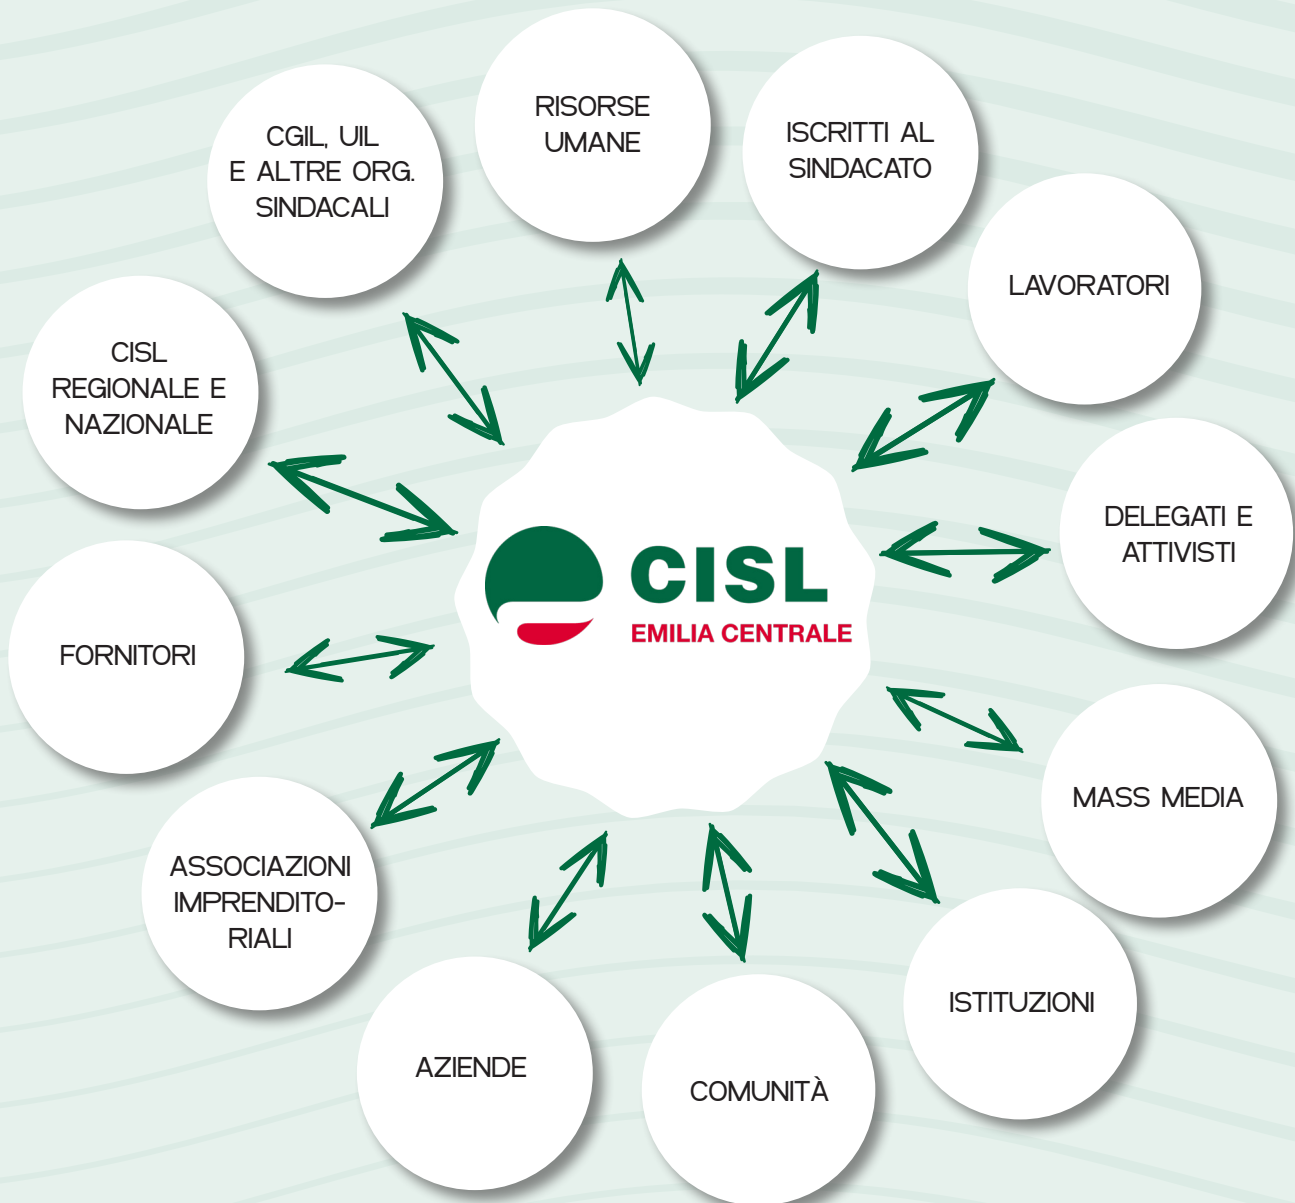 RISORSE
UMANE
ISCRITTI AL
SINDACATO
LAVORATORI
DELEGATI E
ATTIVISTI
MASS MEDIA
ISTITUZIONI
COMUNITÀ
AZIENDE
ASSOCIAZIONI
IMPRENDITO-
RIALI
FORNITORI
CISL
REGIONALE E
NAZIONALE
CGIL, UIL
E ALTRE ORG.
SINDACALI
CISL
EMILIA CENTRALE